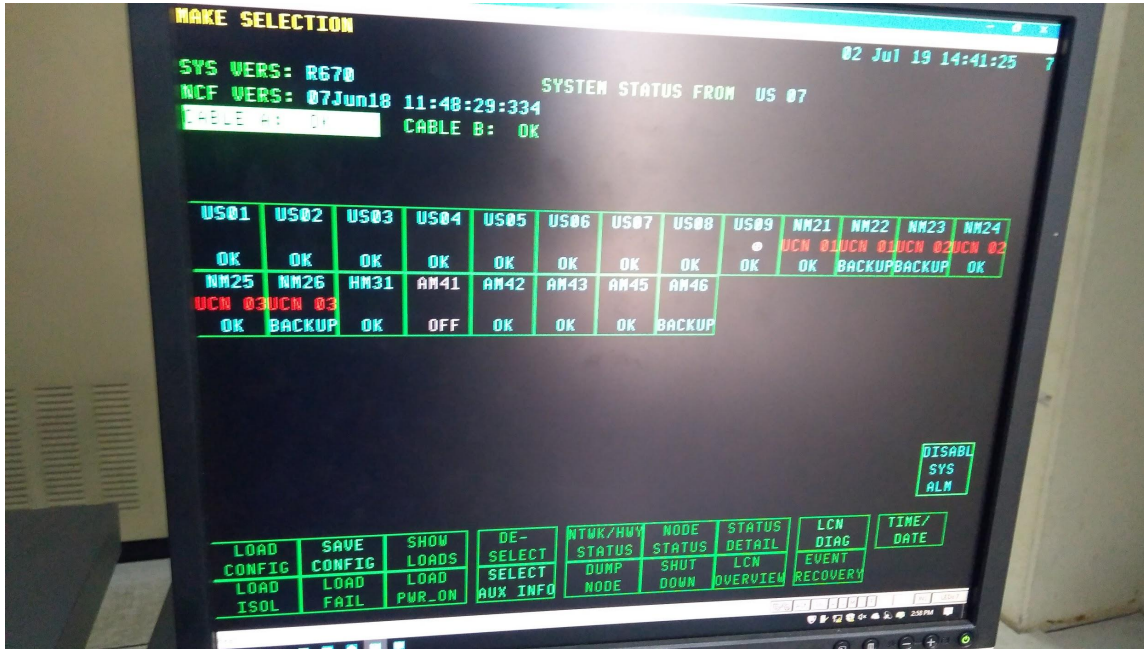 MAKE SELECTION
02 Jul 19 14:41:25 7
SYS VERS: R670
SYSTEM STATUS FROM US 07
NCF VERS: 07Jun18 11:48:29:334
CABLE A: OK CABLE B: OK
US01 US02 US03 US04 US05 US06 US07 US08 US09 NM21 NM22 NM23 NM24
UCN 01 UCN 01 UCN 02 UCN 02
OK OK OK OK OK OK OK OK OK OK BACKUP BACKUP OK
NM25 NM26 HM31 AM41 AM42 AM43 AM45 AM46
UCN 03 UCN 03
OK BACKUP OK OFF OK OK OK BACKUP
DISABL
SYS
ALM
LOAD SAVE SHOW DE- NTWK/HWY NODE STATUS LCN TIME/
CONFIG CONFIG LOADS SELECT STATUS STATUS DETAIL DIAG DATE
LOAD LOAD LOAD SELECT DUMP SHUT LCN EVENT
ISOL FAIL PWR_ON AUX INFO NODE DOWN OVERVIEW RECOVERY
2:58 PM